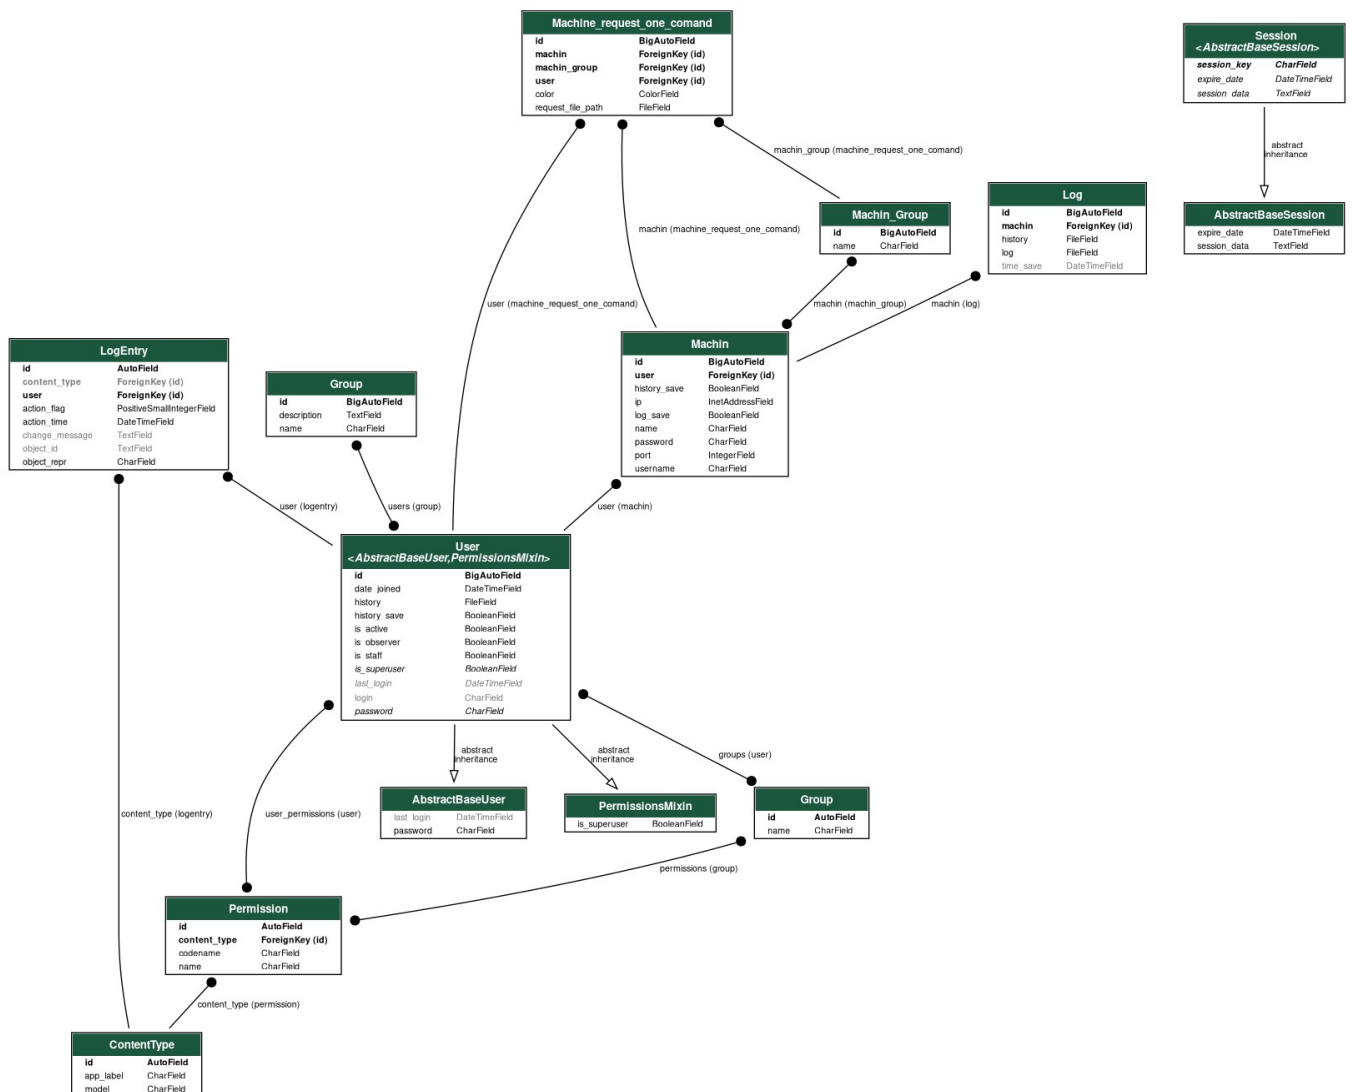 Machine_request_one_comand
id BigAutoField
machin ForeignKey (id)
machin_group ForeignKey (id)
user ForeignKey (id)
color ColorField
request_file_path FileField
Session
<AbstractBaseSession>
session_key CharField
expire_date DateTimeField
session_data TextField
abstract
inheritance
machin_group (machine_request_one_comand)
Log
id BigAutoField
machin ForeignKey (id)
history FileField
log FileField
time_save DateTimeField
Machin_Group
id BigAutoField
name CharField
AbstractBaseSession
expire_date DateTimeField
session_data TextField
machin (machine_request_one_comand)
user (machine_request_one_comand)
machin (machin_group)
machin (log)
LogEntry
id AutoField
content_type ForeignKey (id)
user ForeignKey (id)
action_flag PositiveSmallIntegerField
action_time DateTimeField
change_message TextField
object_id TextField
object_repr CharField
Group
id BigAutoField
description TextField
name CharField
Machin
id BigAutoField
user ForeignKey (id)
history_save BooleanField
ip InetAddressField
log_save BooleanField
name CharField
password CharField
port IntegerField
username CharField
user (logentry)
users (group)
user (machin)
User
<AbstractBaseUser,PermissionsMixin>
id BigAutoField
date_joined DateTimeField
history FileField
history_save BooleanField
is_active BooleanField
is_observer BooleanField
is_staff BooleanField
is_superuser BooleanField
last_login DateTimeField
login CharField
password CharField
abstract
inheritance
abstract
inheritance
groups (user)
AbstractBaseUser
last_login DateTimeField
password CharField
PermissionsMixin
is_superuser BooleanField
Group
id AutoField
name CharField
content_type (logentry)
user_permissions (user)
permissions (group)
Permission
id AutoField
content_type ForeignKey (id)
codename CharField
name CharField
content_type (permission)
ContentType
id AutoField
app_label CharField
model CharField